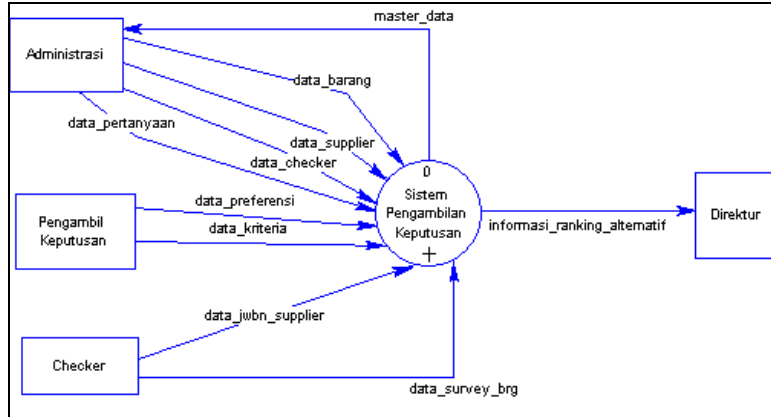 master_data
Administrasi
data_barang
data_pertanyaan
data_supplier
data_checker
0
Sistem
Pengambilan
Keputusan
+
Pengambil
Keputusan
data_preferensi
data_kriteria
informasi_ranking_alternatif
Direktur
data_jwbn_supplier
Checker
data_survey_brg